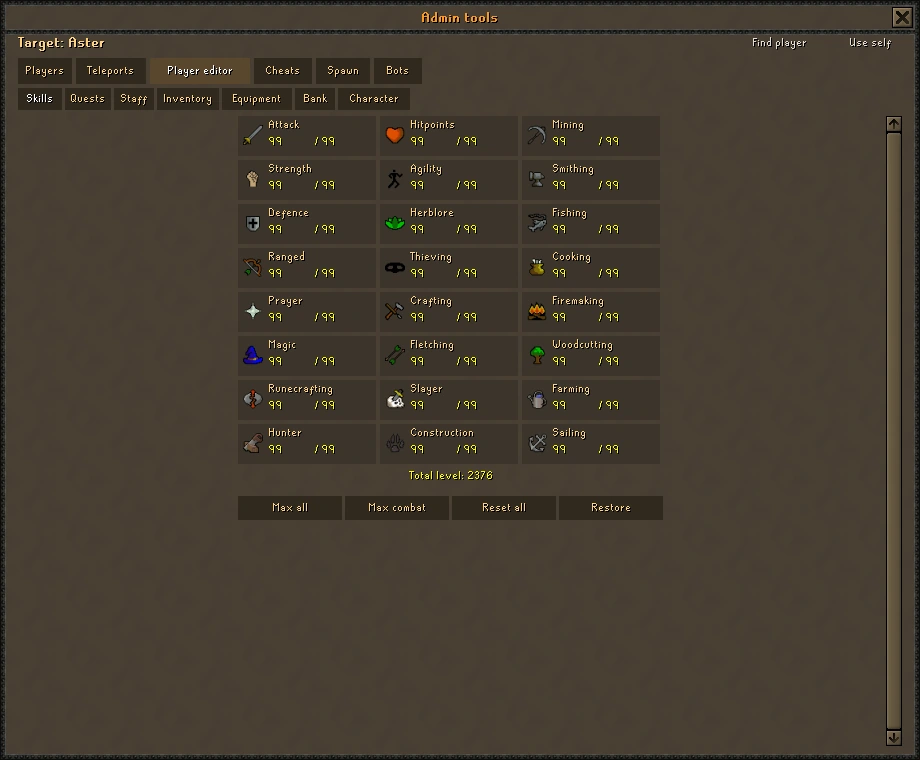 Admin tools
Target: Aster
Find player
Use self
Players Teleports Player editor Cheats Spawn Bots
Skills Quests Staff Inventory Equipment Bank Character
Attack Hitpoints Mining
99 / 99 99 / 99 99 / 99
Strength Agility Smithing
99 / 99 99 / 99 99 / 99
Defence Herblore Fishing
99 / 99 99 / 99 99 / 99
Ranged Thieving Cooking
99 / 99 99 / 99 99 / 99
Prayer Crafting Firemaking
99 / 99 99 / 99 99 / 99
Magic Fletching Woodcutting
99 / 99 99 / 99 99 / 99
Runecrafting Slayer Farming
99 / 99 99 / 99 99 / 99
Hunter Construction Sailing
99 / 99 99 / 99 99 / 99
Total level: 2376
Max all Max combat Reset all Restore